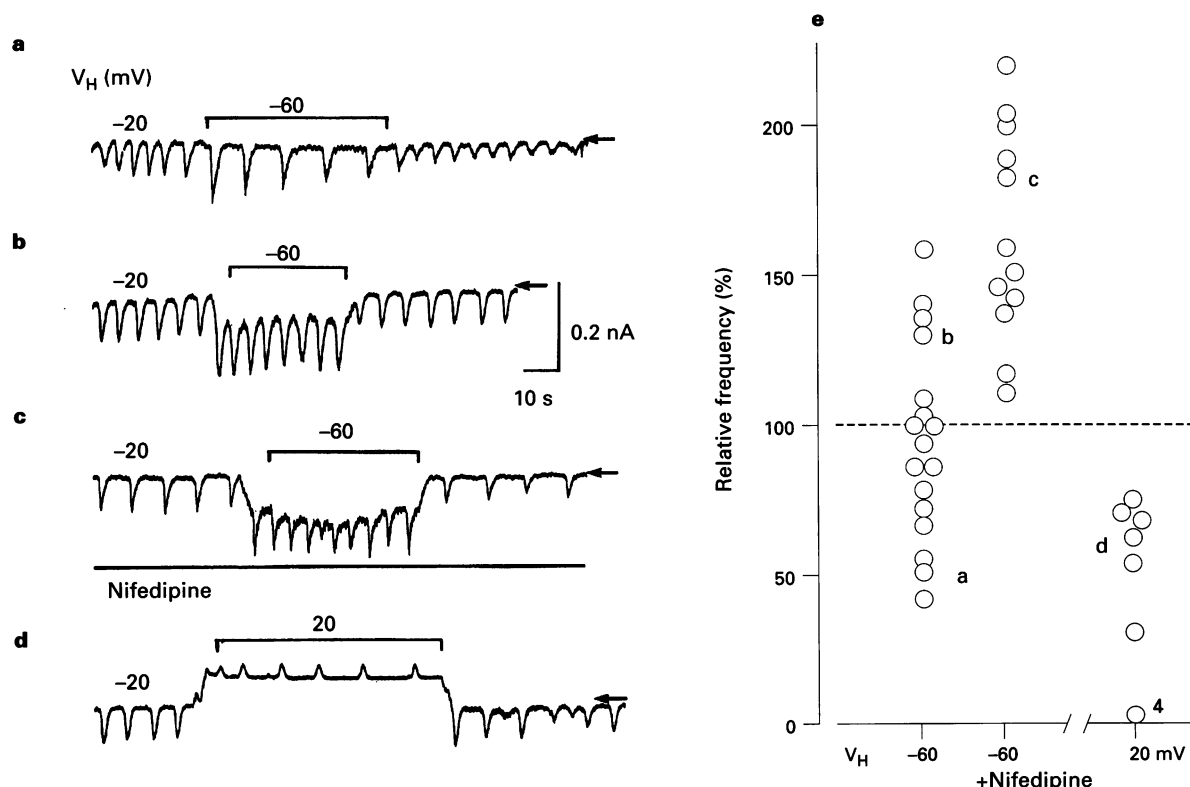 a
V_H (mV)
–20
–60
b
–20
–60
0.2 nA
10 s
c
–20
–60
Nifedipine
d
–20
20
e
Relative frequency (%)
200
150
100
50
0
c
b
a
d
4
V_H –60 –60 20 mV
+Nifedipine